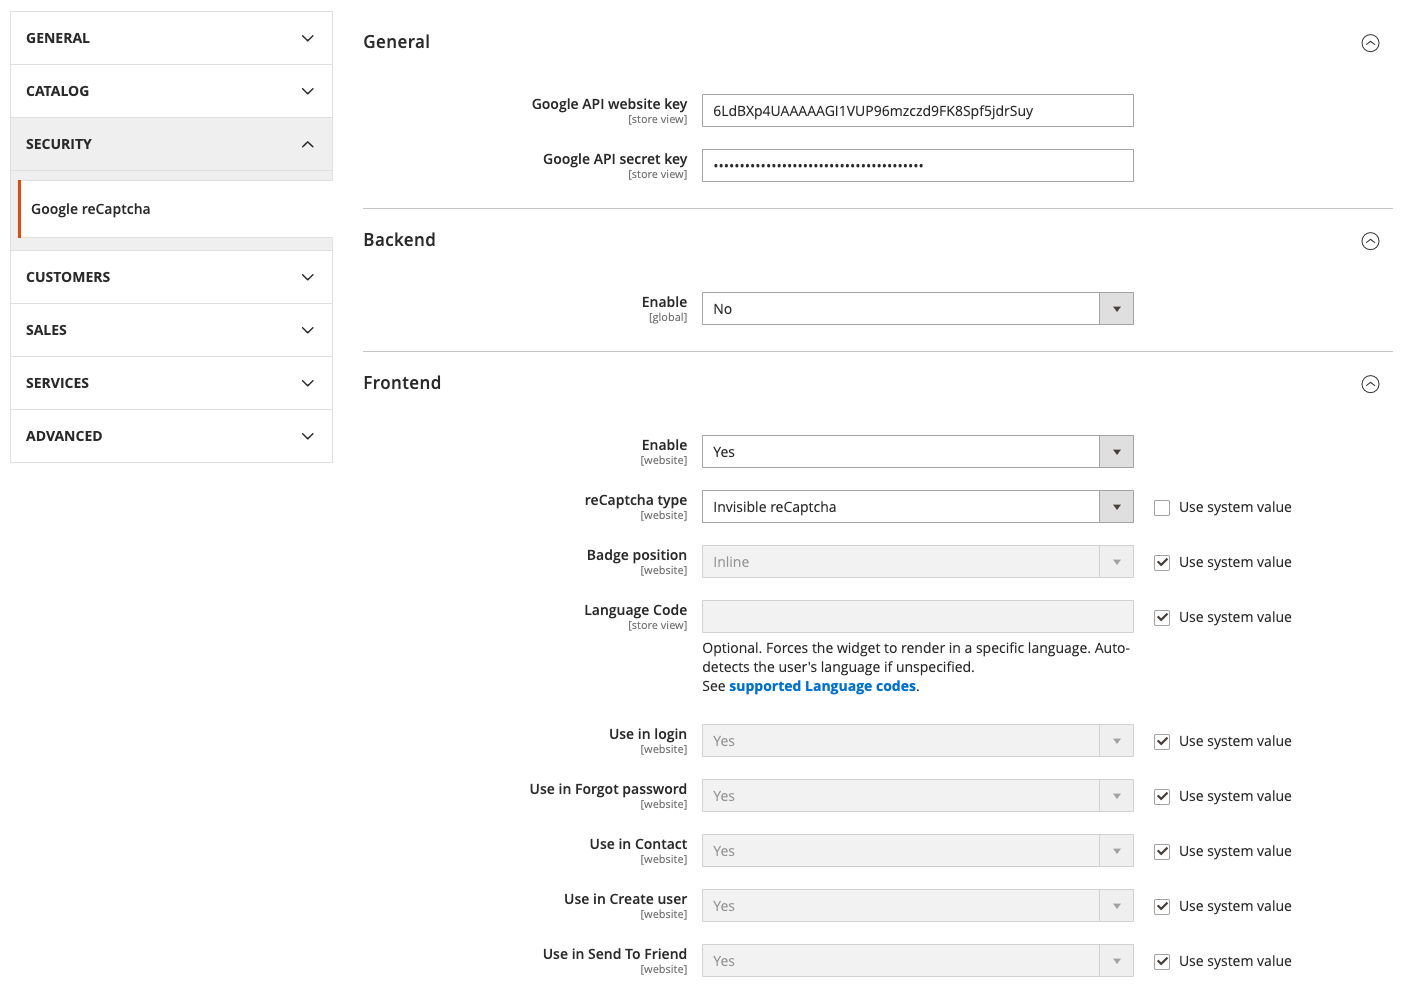 GENERAL
CATALOG
SECURITY
Google reCaptcha
CUSTOMERS
SALES
SERVICES
ADVANCED
General
Google API website key
[store view]
6LdBXp4UAAAAAGI1VUP96mzczd9FK8Spf5jdrSuy
Google API secret key
[store view]
••••••••••••••••••••••••••••••••••••••••
Backend
Enable
[global]
No
Frontend
Enable
[website]
Yes
reCaptcha type
[website]
Invisible reCaptcha
Use system value
Badge position
[website]
Inline
Use system value
Language Code
[store view]
Use system value
Optional. Forces the widget to render in a specific language. Auto-
detects the user's language if unspecified.
See supported Language codes.
Use in login
[website]
Yes
Use system value
Use in Forgot password
[website]
Yes
Use system value
Use in Contact
[website]
Yes
Use system value
Use in Create user
[website]
Yes
Use system value
Use in Send To Friend
[website]
Yes
Use system value